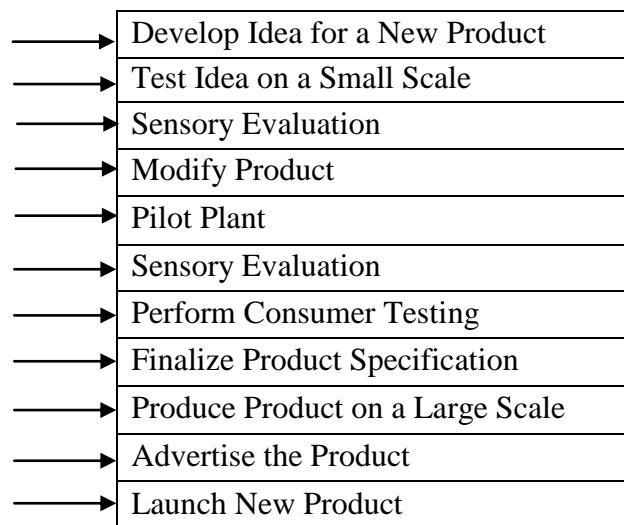 Develop Idea for a New Product
Test Idea on a Small Scale
Sensory Evaluation
Modify Product
Pilot Plant
Sensory Evaluation
Perform Consumer Testing
Finalize Product Specification
Produce Product on a Large Scale
Advertise the Product
Launch New Product